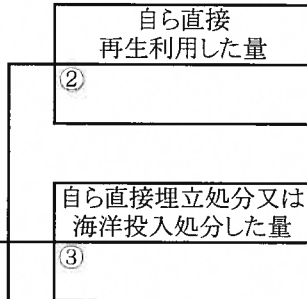 自ら直接
再生利用した量
②
自ら直接埋立処分又は
海洋投入処分した量
③